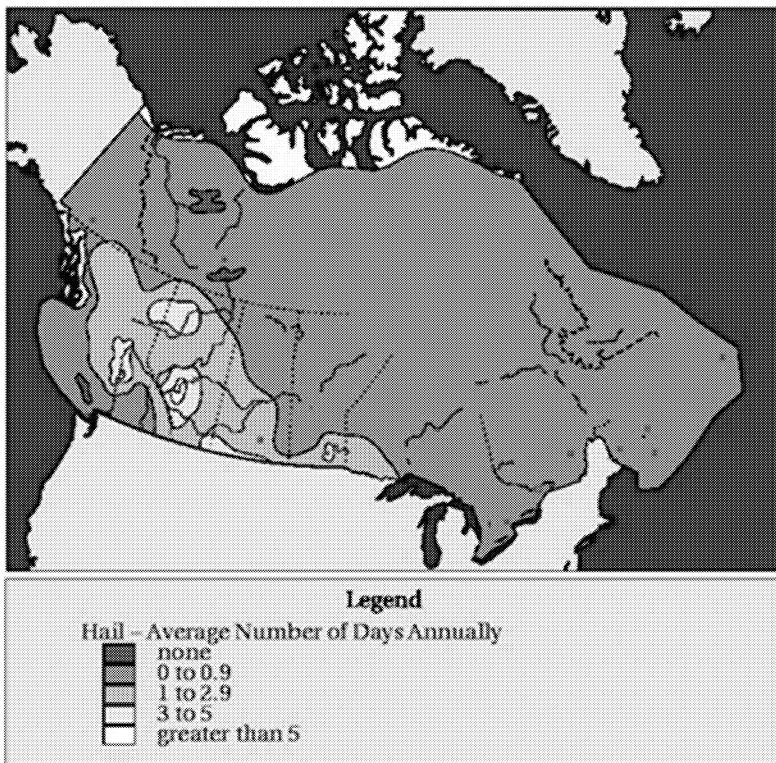 Legend
Hail – Average Number of Days Annually
none
0 to 0.9
1 to 2.9
3 to 5
greater than 5